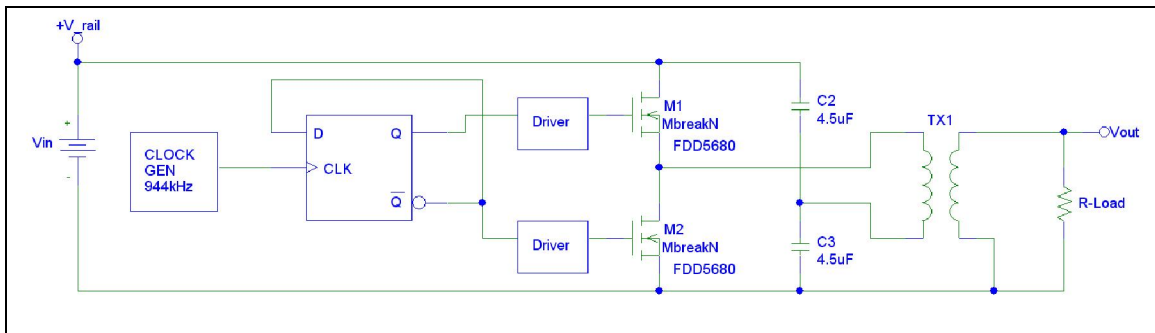 +V_rail
Vin
+
-
CLOCK
GEN
944kHz
D
Q
CLK
Q
Driver
Driver
M1
MbreakN
FDD5680
M2
MbreakN
FDD5680
C2
4.5uF
C3
4.5uF
TX1
Vout
R-Load